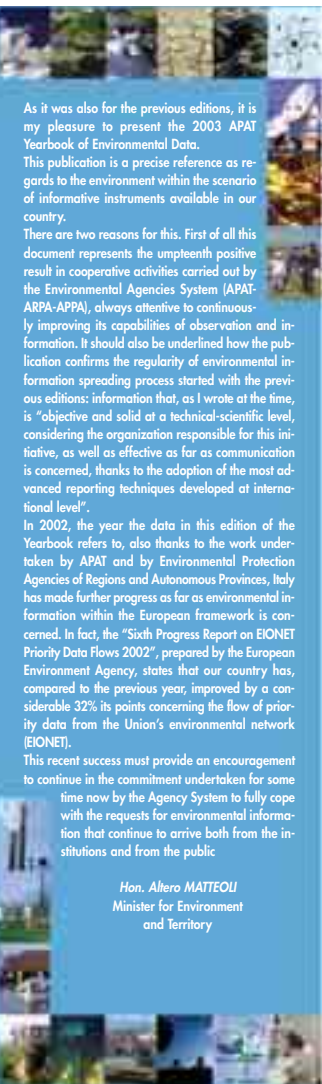 As it was also for the previous editions, it is
my pleasure to present the 2003 APAT
Yearbook of Environmental Data.
This publication is a precise reference as re-
gards to the environment within the scenario
of informative instruments available in our
country.
There are two reasons for this. First of all this
document represents the umpteenth positive
result in cooperative activities carried out by
the Environmental Agencies System (APAT-
ARPA-APPA), always attentive to continuous-
ly improving its capabilities of observation and in-
formation. It should also be underlined how the pub-
lication confirms the regularity of environmental in-
formation spreading process started with the previ-
ous editions: information that, as I wrote at the time,
is “objective and solid at a technical-scientific level,
considering the organization responsible for this ini-
tiative, as well as effective as far as communication
is concerned, thanks to the adoption of the most ad-
vanced reporting techniques developed at interna-
tional level”.
In 2002, the year the data in this edition of the
Yearbook refers to, also thanks to the work under-
taken by APAT and by Environmental Protection
Agencies of Regions and Autonomous Provinces, Italy
has made further progress as far as environmental in-
formation within the European framework is con-
cerned. In fact, the “Sixth Progress Report on EIONET
Priority Data Flows 2002”, prepared by the European
Environment Agency, states that our country has,
compared to the previous year, improved by a con-
siderable 32% its points concerning the flow of prior-
ity data from the Union’s environmental network
(EIONET).
This recent success must provide an encouragement
to continue in the commitment undertaken for some
time now by the Agency System to fully cope
with the requests for environmental informa-
tion that continue to arrive both from the in-
stitutions and from the public
Hon. Altero MATTEOLI
Minister for Environment
and Territory